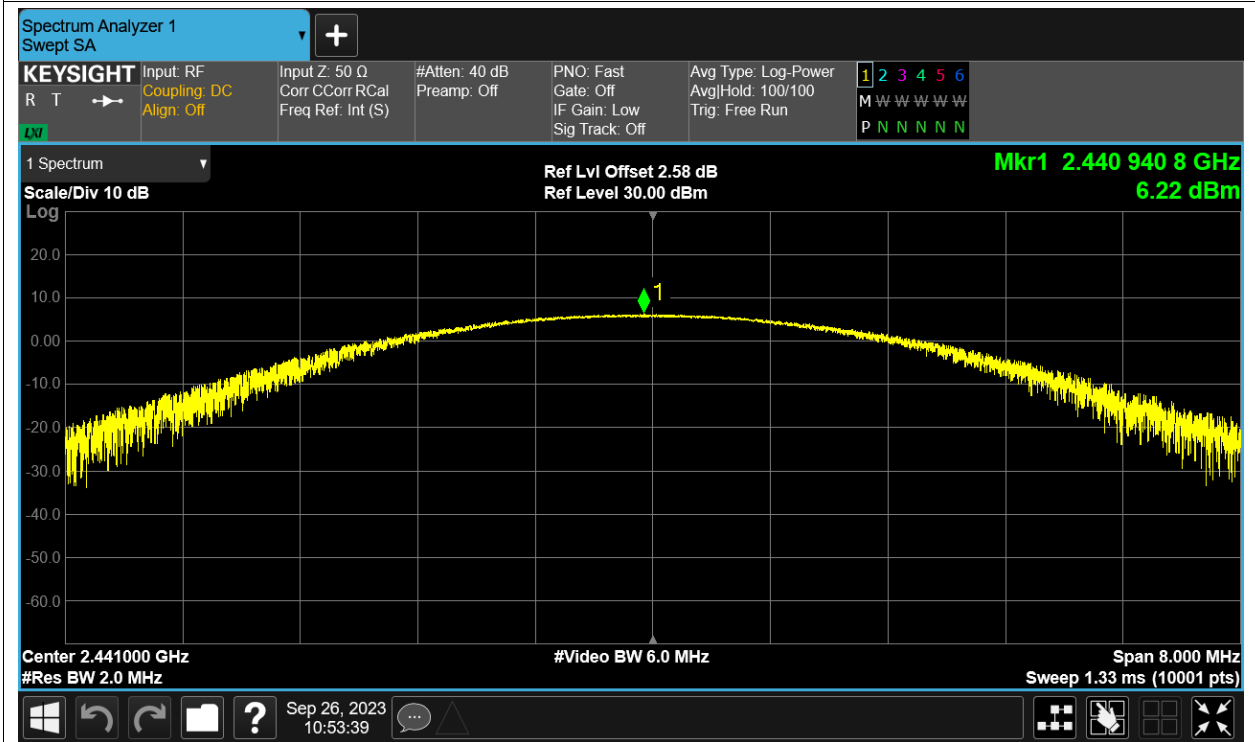 Spectrum Analyzer 1
Swept SA
KEYSIGHT
R T
LXI
Input: RF
Coupling: DC
Align: Off
Input Z: 50 Ω
Corr CCorr RCal
Freq Ref: Int (S)
#Atten: 40 dB
Preamp: Off
PNO: Fast
Gate: Off
IF Gain: Low
Sig Track: Off
Avg Type: Log-Power
Avg|Hold: 100/100
Trig: Free Run
1 2 3 4 5 6
M W W W W W
P N N N N N
1 Spectrum
Scale/Div 10 dB
Log
Ref Lvl Offset 2.58 dB
Ref Level 30.00 dBm
Mkr1 2.440 940 8 GHz
6.22 dBm
20.0
10.0
0.00
-10.0
-20.0
-30.0
-40.0
-50.0
-60.0
1
Center 2.441000 GHz
#Res BW 2.0 MHz
#Video BW 6.0 MHz
Span 8.000 MHz
Sweep 1.33 ms (10001 pts)
?
Sep 26, 2023
10:53:39